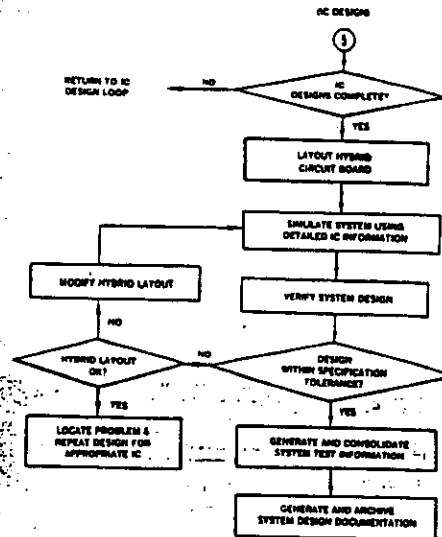 IC DESIGNS
5
IC
DESIGNS COMPLETE?
NO
RETURN TO IC
DESIGN LOOP
YES
LAYOUT HYBRID
CIRCUIT BOARD
SIMULATE SYSTEM USING
DETAILED IC INFORMATION
MODIFY HYBRID LAYOUT
VERIFY SYSTEM DESIGN
NO
HYBRID LAYOUT
OK?
NO
DESIGN
WITHIN SPECIFICATION
TOLERANCE?
YES
YES
LOCATE PROBLEM &
REPEAT DESIGN FOR
APPROPRIATE IC
GENERATE AND CONSOLIDATE
SYSTEM TEST INFORMATION
GENERATE AND ARCHIVE
SYSTEM DESIGN DOCUMENTATION